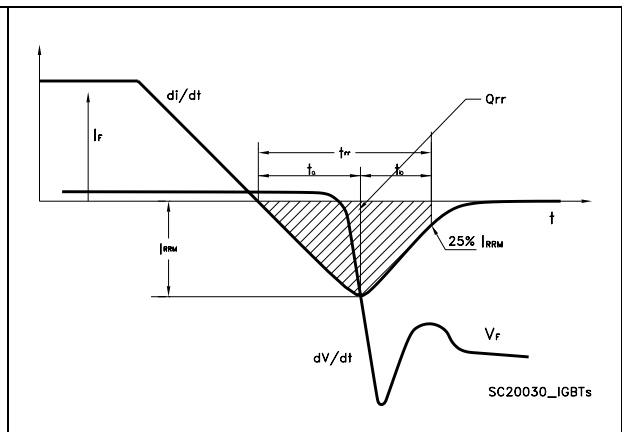 di/dt
Qrr
IF
trr
ta
tb
t
IRRM
25% IRRM
VF
dV/dt
SC20030_IGBTs